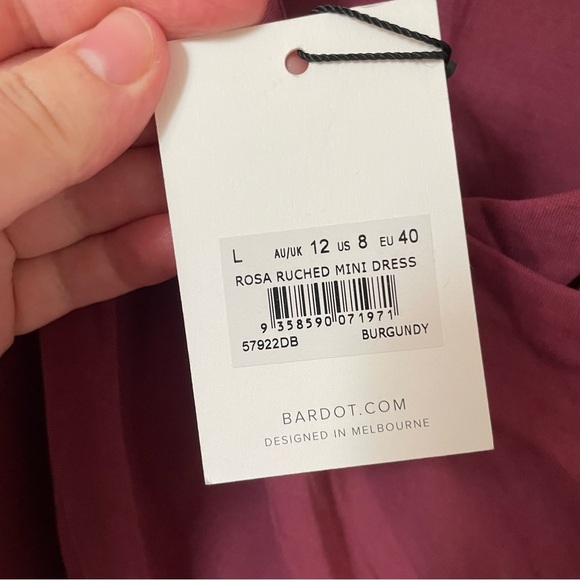 L AU/UK 12 US 8 EU 40
ROSA RUCHED MINI DRESS
9 358590 071971
57922DB BURGUNDY
BARDOT.COM
DESIGNED IN MELBOURNE